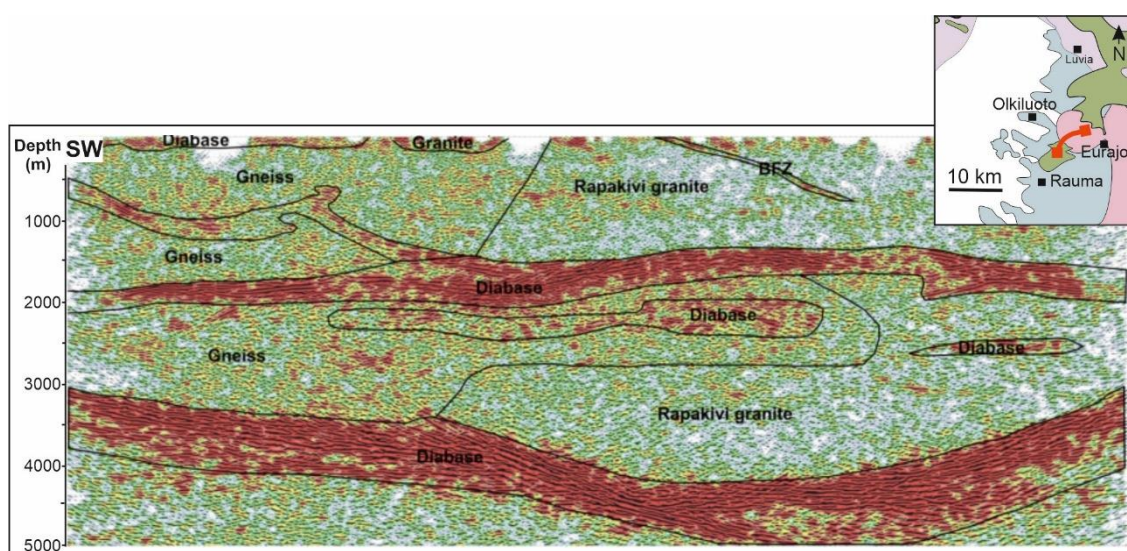 Luvia
N
Olkiluoto
Eurajo
10 km
Rauma
Depth
(m)
SW
Diabase
Granite
Gneiss
Rapakivi granite
BFZ
1000
Gneiss
Diabase
2000
Diabase
Gneiss
Diabase
3000
Rapakivi granite
4000
Diabase
5000